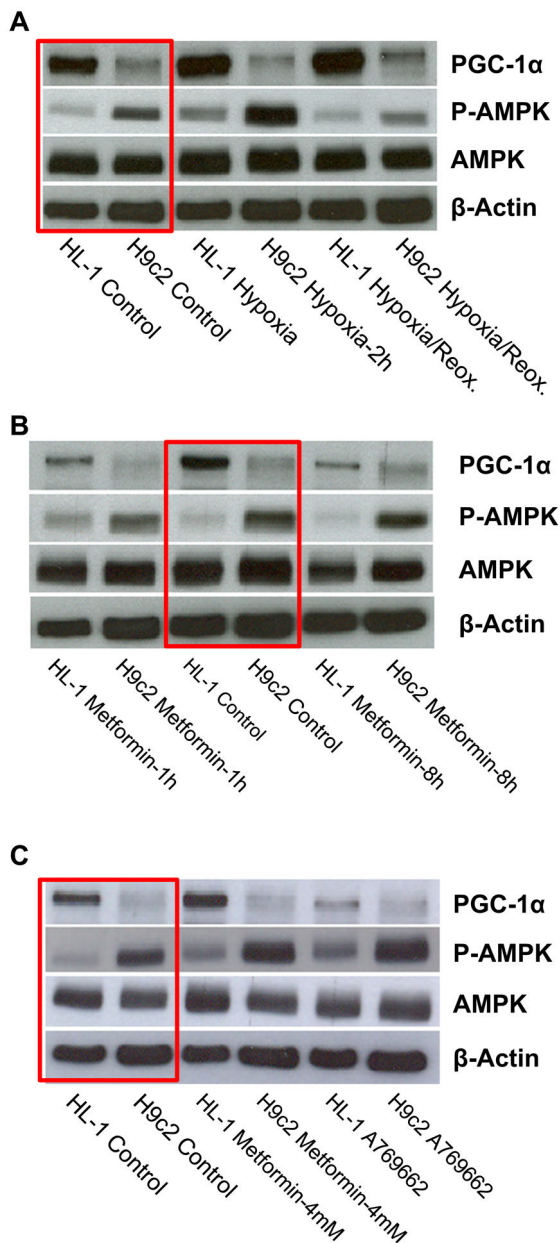 A
PGC-1α
P-AMPK
AMPK
β-Actin
HL-1 Control
H9c2 Control
HL-1 Hypoxia
H9c2 Hypoxia-2h
HL-1 Hypoxia/Reox.
H9c2 Hypoxia/Reox.
B
PGC-1α
P-AMPK
AMPK
β-Actin
HL-1 Metformin-1h
H9c2 Metformin-1h
HL-1 Control
H9c2 Control
HL-1 Metformin-8h
H9c2 Metformin-8h
C
PGC-1α
P-AMPK
AMPK
β-Actin
HL-1 Control
H9c2 Control
HL-1 Metformin-4mM
H9c2 Metformin-4mM
HL-1 A769662
H9c2 A769662